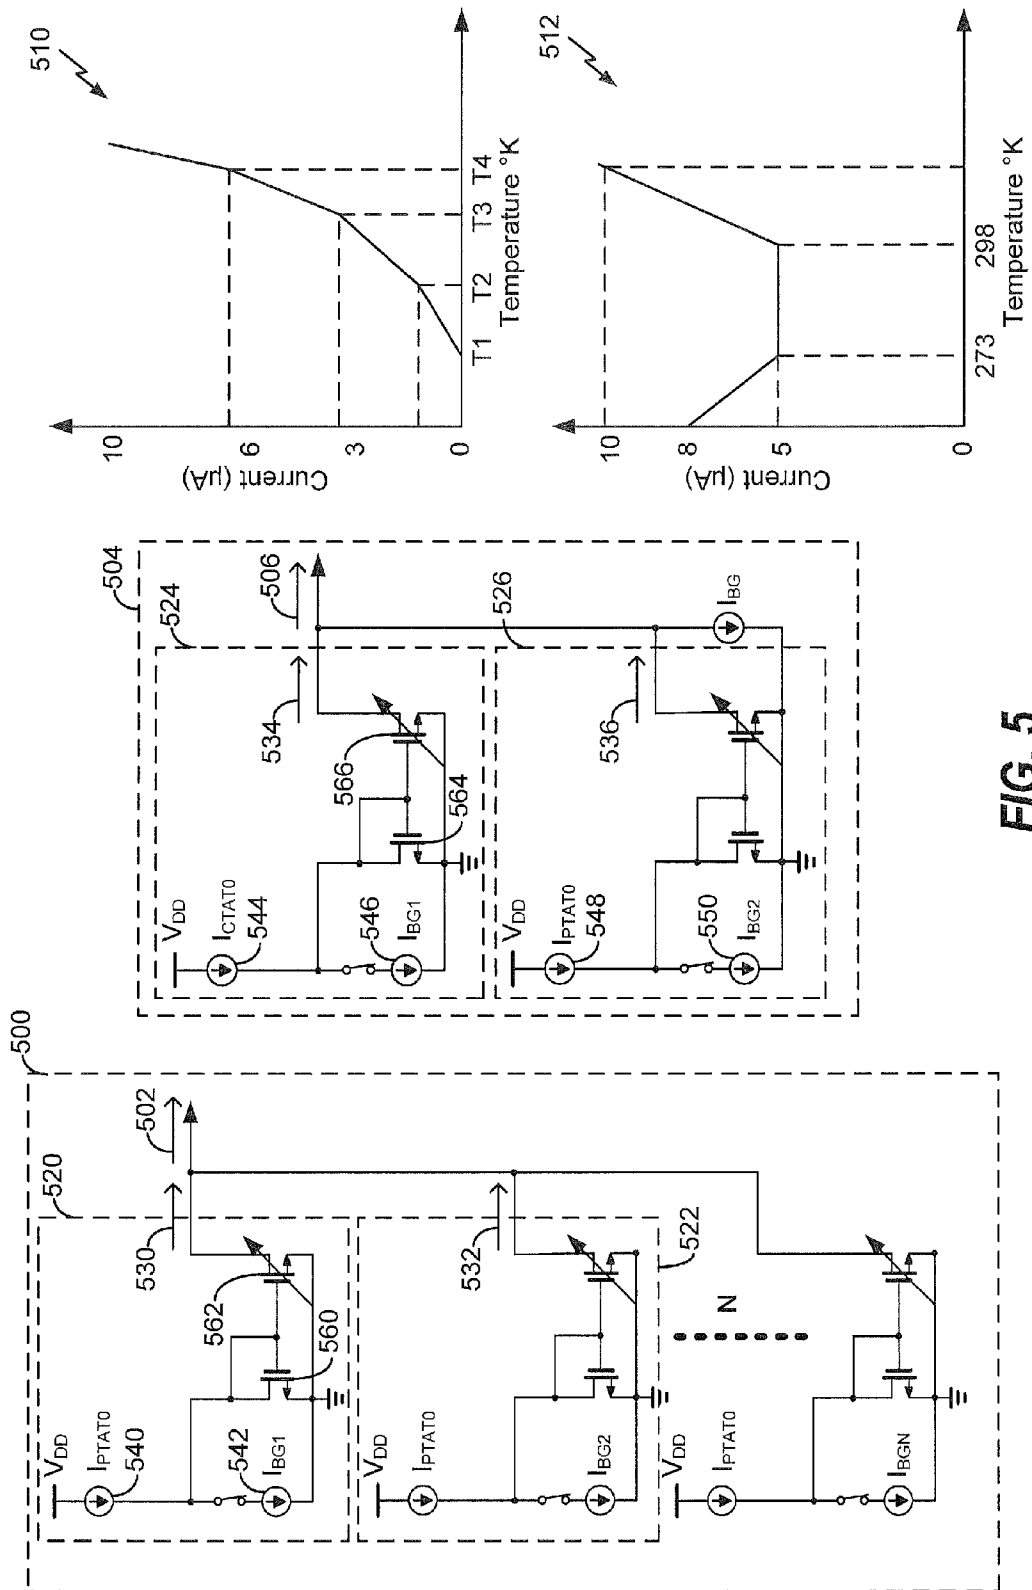 500
520
530
502
V_DD
I_PTAT0
540
542
I_BG1
562
560
532
V_DD
I_PTAT0
I_BG2
522
N
V_DD
I_PTAT0
I_BGN
504
524
534
506
V_DD
I_CTAT0
544
546
I_BG1
566
564
526
536
V_DD
I_PTAT0
548
550
I_BG2
I_BG
510
Current (µA)
10
6
3
0
T1
T2
T3
T4
Temperature °K
512
Current (µA)
10
8
5
0
273
298
Temperature °K
FIG. 5